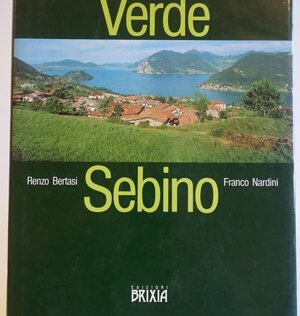 Verde
Renzo Bertasi
Franco Nardini
Sebino
EDIZIONI
BRIXIA